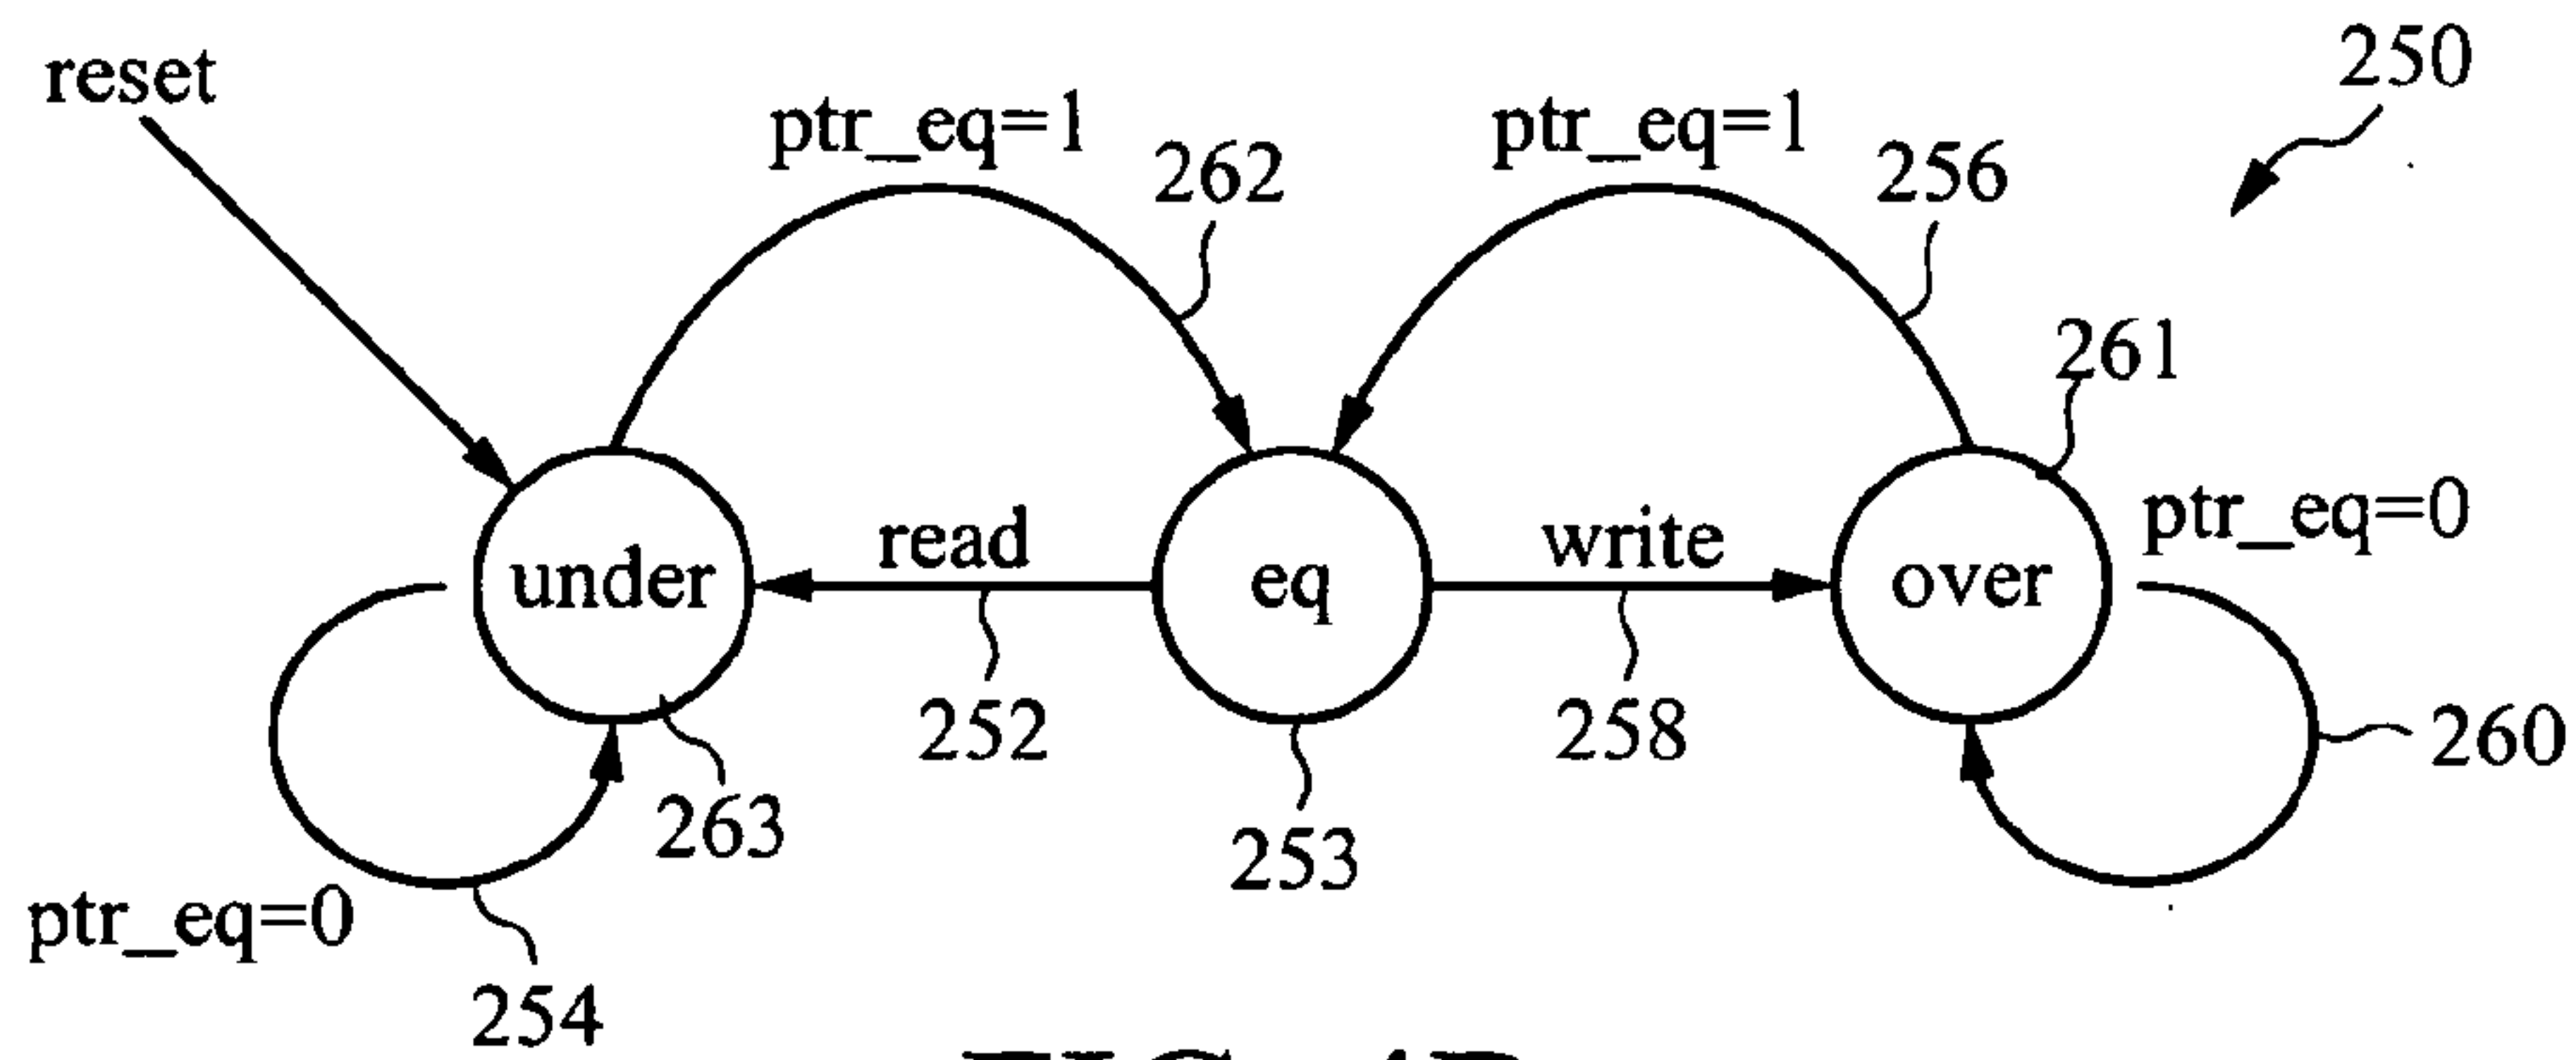 reset
250
ptr_eq=1
262
ptr_eq=1
256
261
ptr_eq=0
under
read
eq
write
over
252
258
260
263
253
ptr_eq=0
254